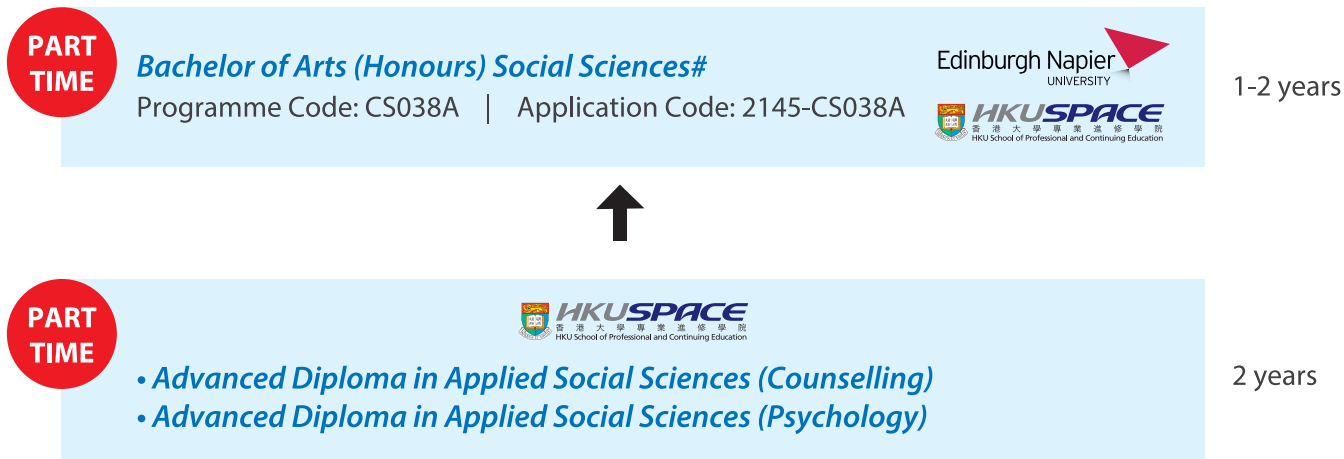 PART
TIME
Bachelor of Arts (Honours) Social Sciences#
Programme Code: CS038A | Application Code: 2145-CS038A
Edinburgh Napier
UNIVERSITY
HKUSPACE
香港大學專業進修學院
HKU School of Professional and Continuing Education
1-2 years
PART
TIME
HKUSPACE
香港大學專業進修學院
HKU School of Professional and Continuing Education
• Advanced Diploma in Applied Social Sciences (Counselling)
• Advanced Diploma in Applied Social Sciences (Psychology)
2 years